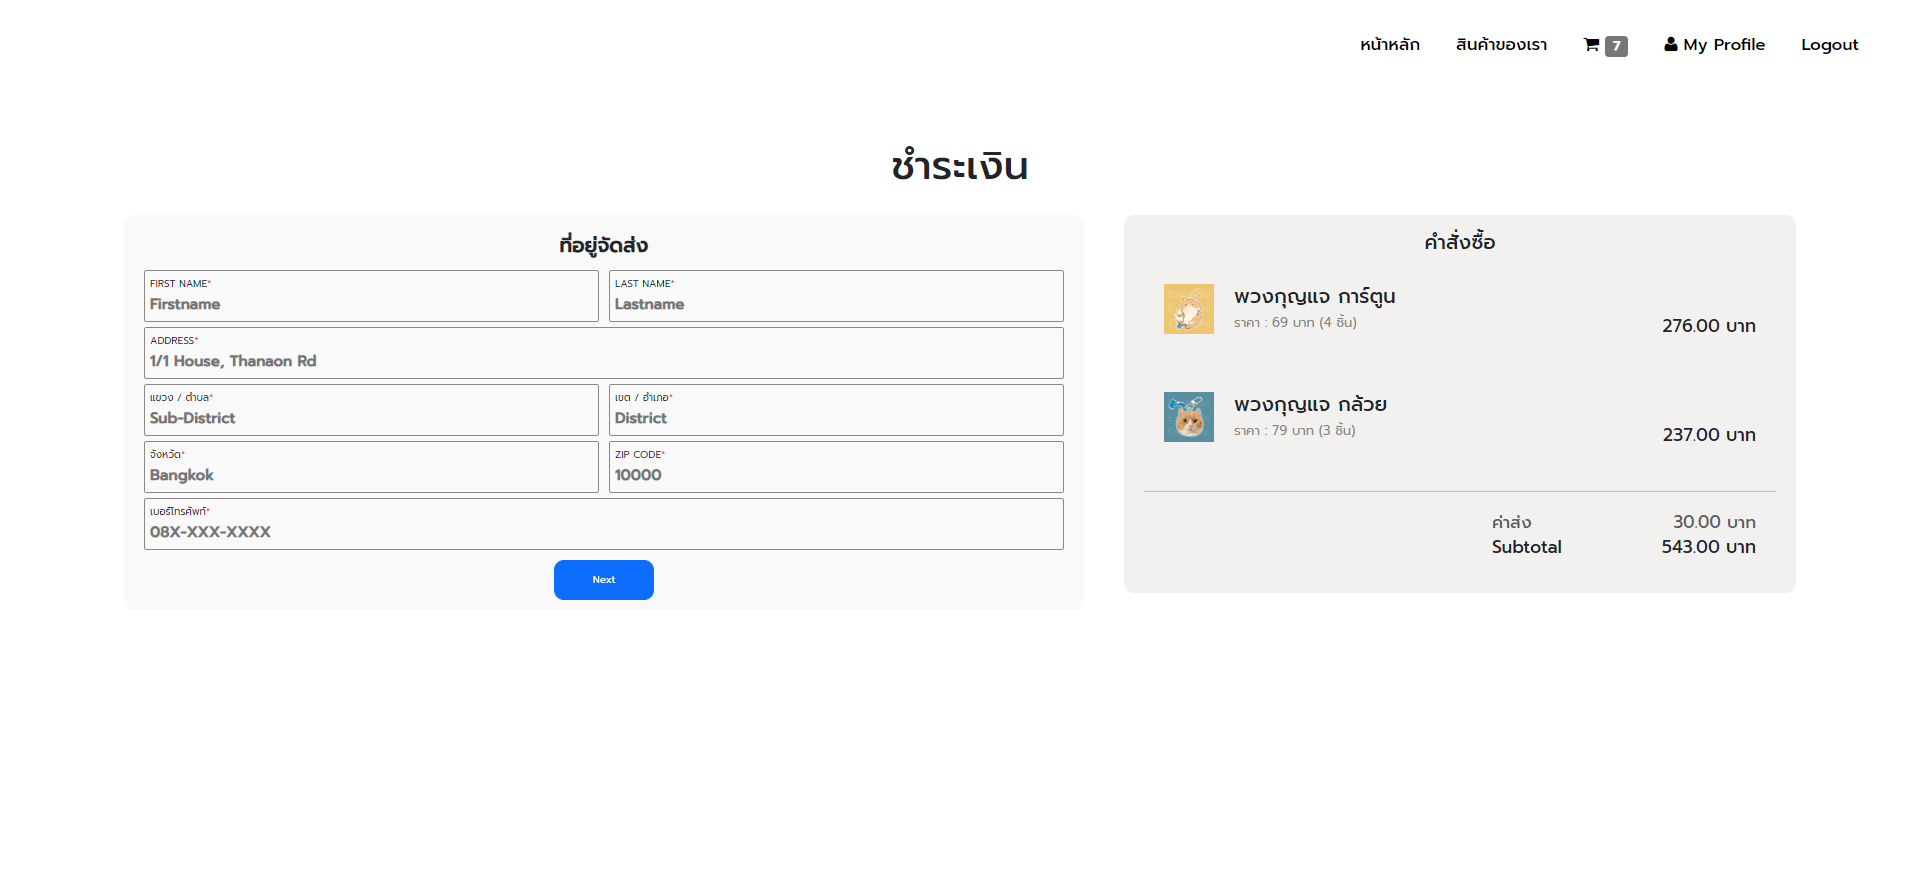 หน้าหลัก สินค้าของเรา 7 My Profile Logout
ชำระเงิน
ที่อยู่จัดส่ง
FIRST NAME* LAST NAME*
Firstname Lastname
ADDRESS*
1/1 House, Thanaon Rd
แขวง / ตำบล* เขต / อำเภอ*
Sub-District District
จังหวัด* ZIP CODE*
Bangkok 10000
เบอร์โทรศัพท์*
08X-XXX-XXXX
Next
คำสั่งซื้อ
พวงกุญแจ การ์ตูน
ราคา : 69 บาท (4 ชิ้น)
276.00 บาท
พวงกุญแจ กล้วย
ราคา : 79 บาท (3 ชิ้น)
237.00 บาท
ค่าส่ง 30.00 บาท
Subtotal 543.00 บาท